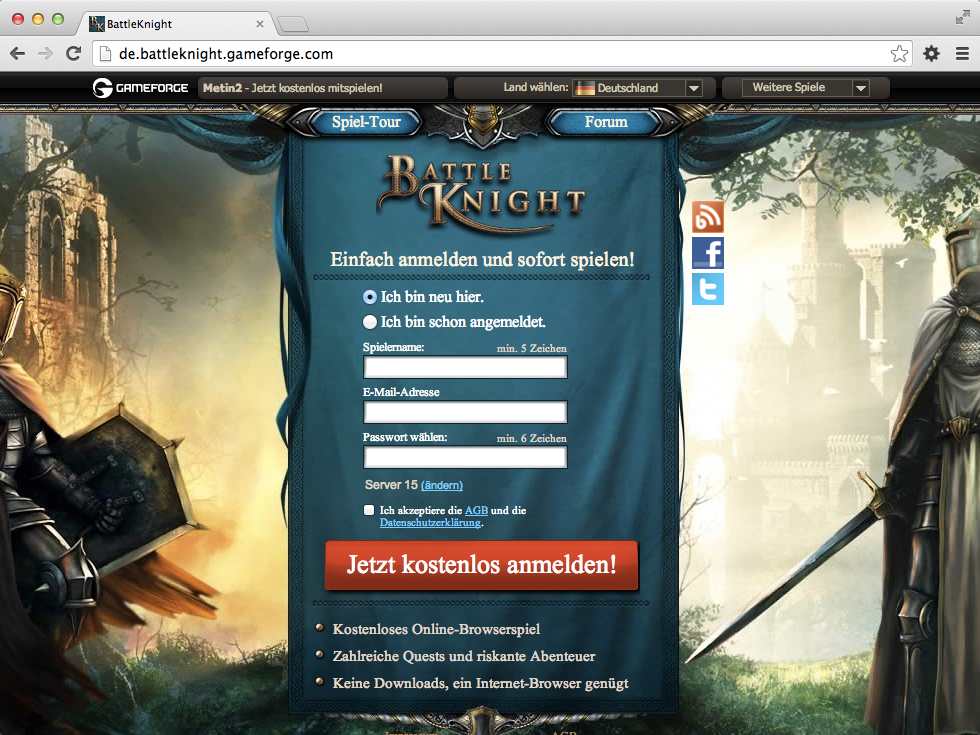 BattleKnight
de.battleknight.gameforge.com
GAMEFORGE
Metin2 - Jetzt kostenlos mitspielen!
Land wählen:
Deutschland
Weitere Spiele
Spiel-Tour
Forum
BATTLE
KNIGHT
Einfach anmelden und sofort spielen!
Ich bin neu hier.
Ich bin schon angemeldet.
Spielername:
min. 5 Zeichen
E-Mail-Adresse
Passwort wählen:
min. 6 Zeichen
Server 15 (ändern)
Ich akzeptiere die AGB und die
Datenschutzerklärung.
Jetzt kostenlos anmelden!
Kostenloses Online-Browserspiel
Zahlreiche Quests und riskante Abenteuer
Keine Downloads, ein Internet-Browser genügt
AGB